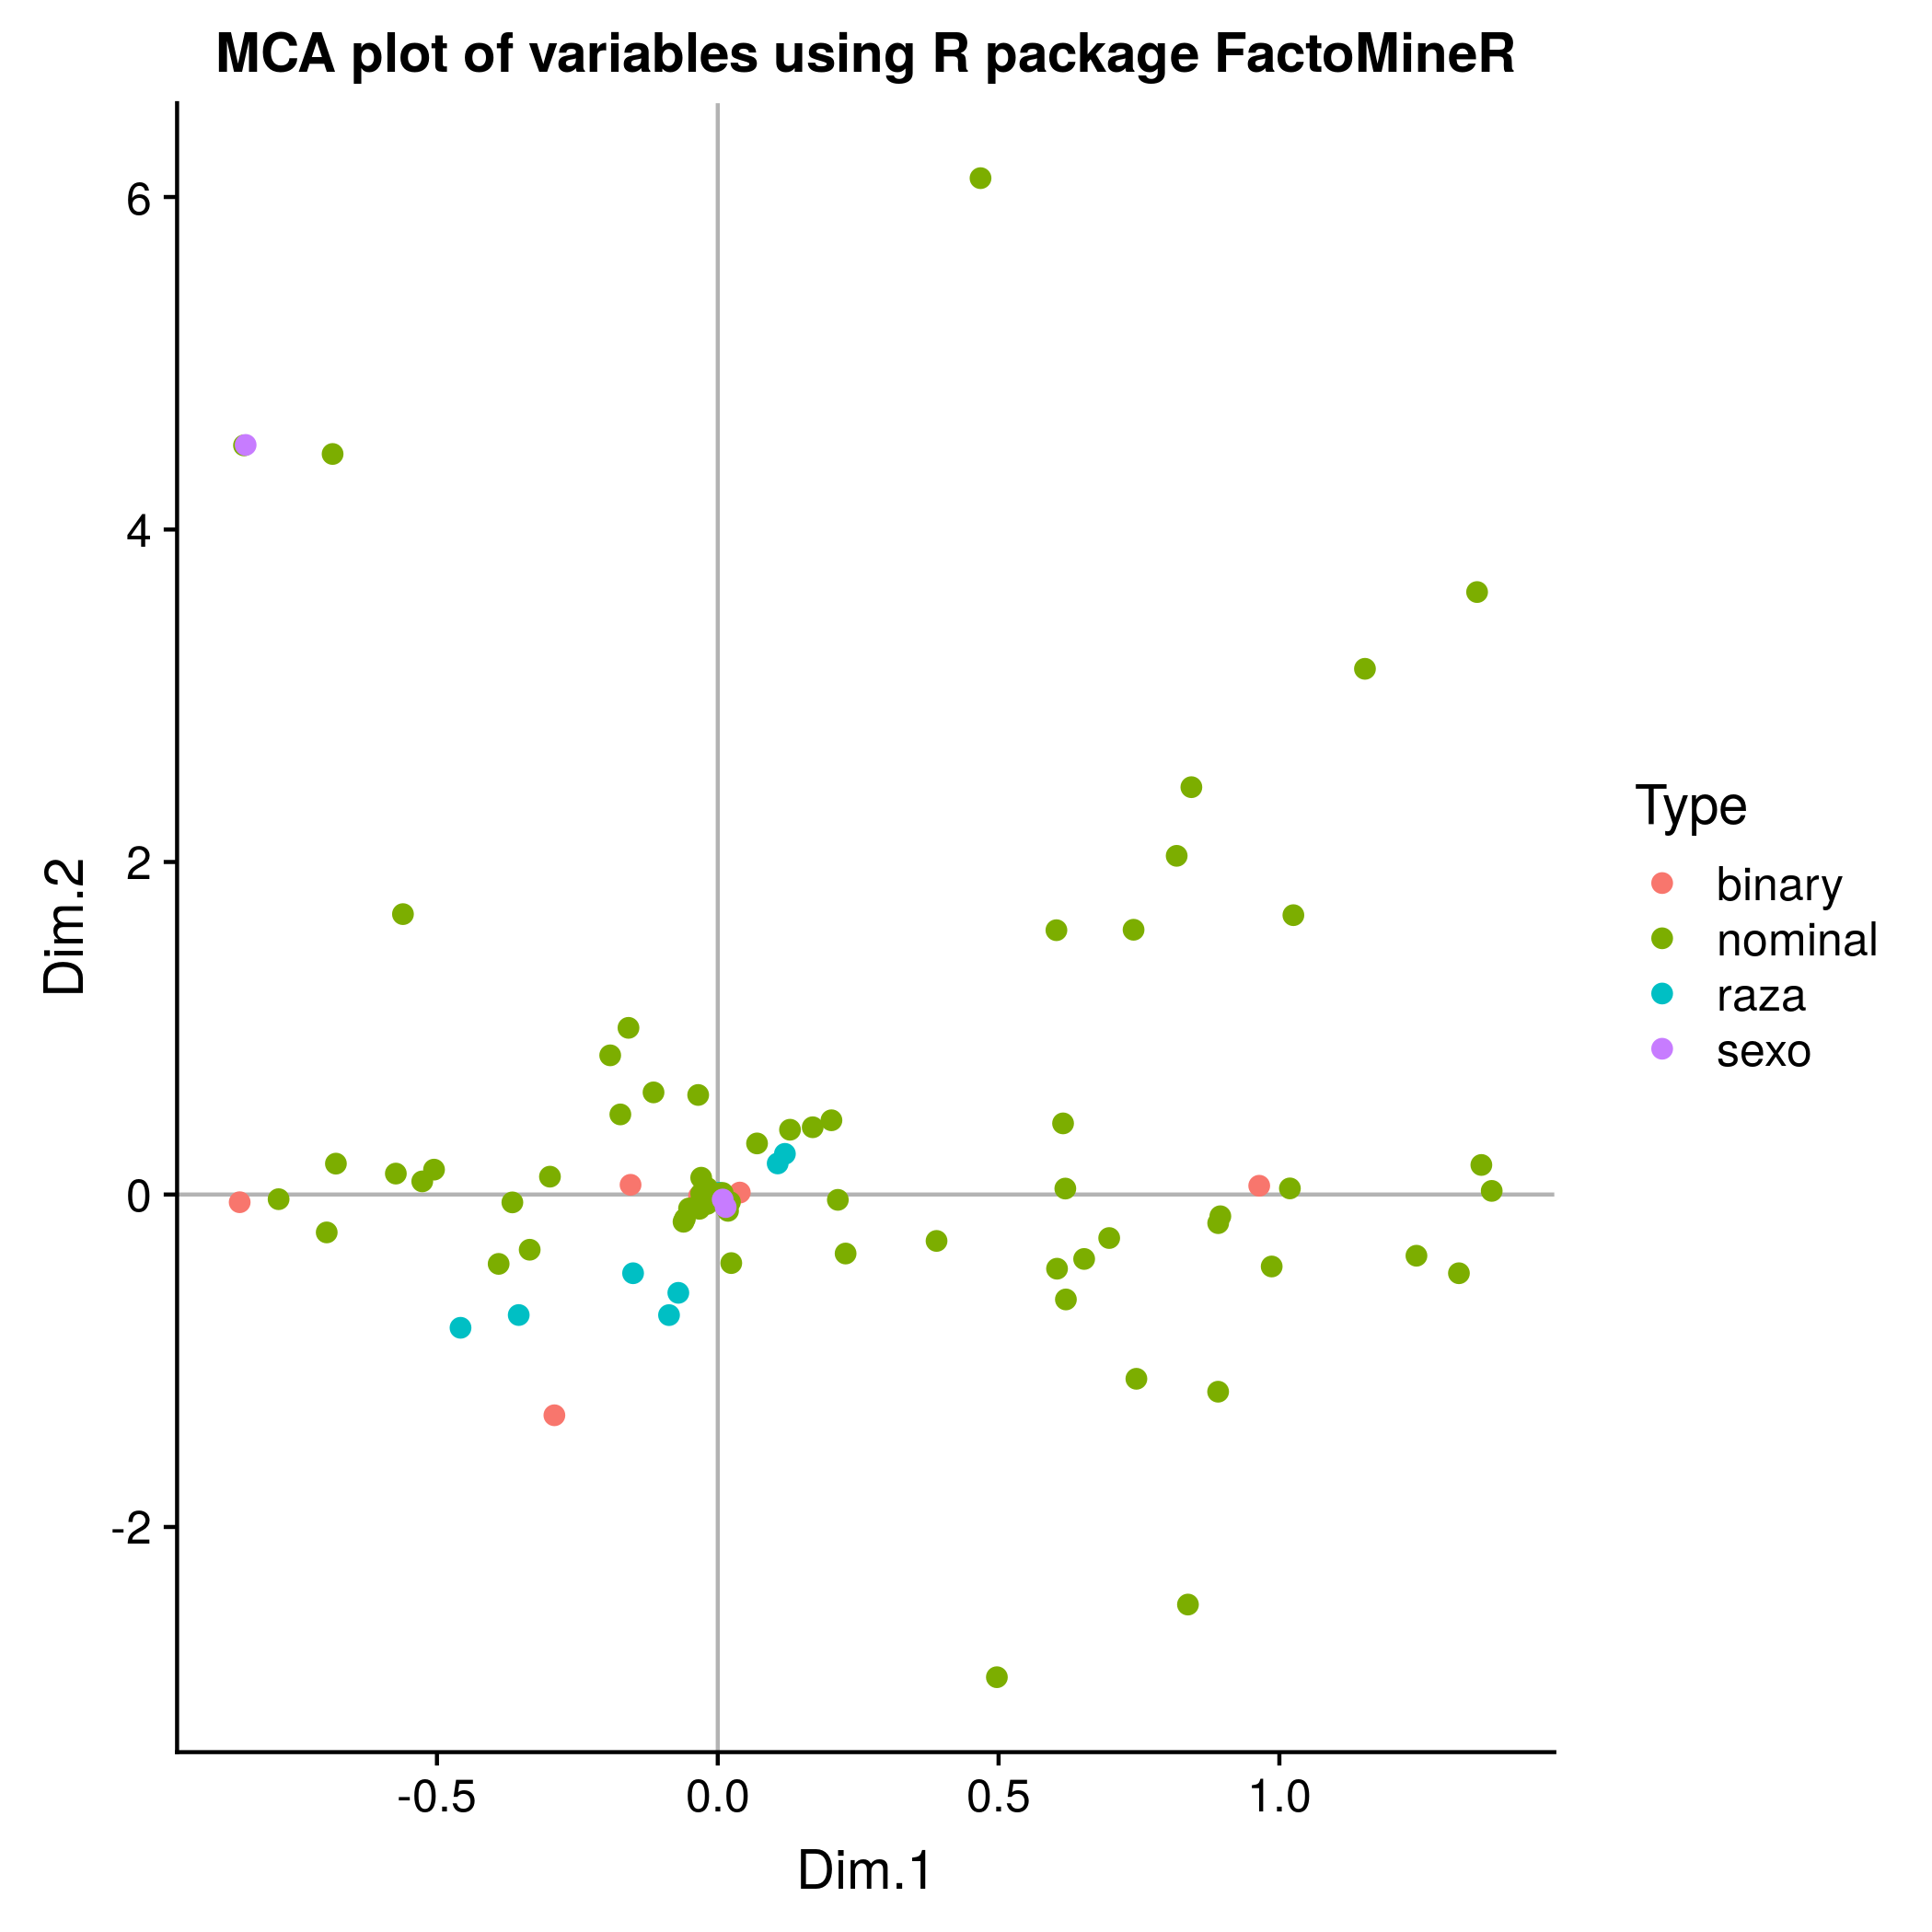 MCA plot of variables using R package FactoMineR
6
4
2
0
-2
Dim.2
-0.5 0.0 0.5 1.0
Dim.1
Type
binary
nominal
raza
sexo